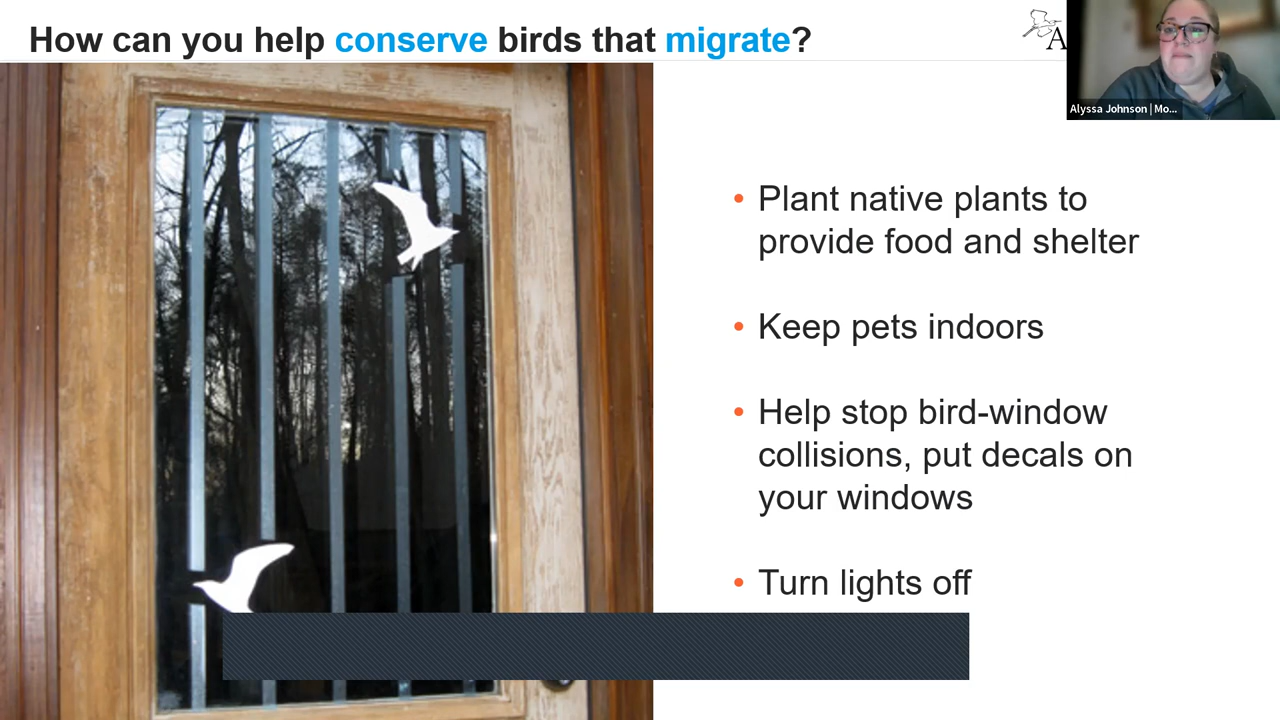 How can you help conserve birds that migrate?
A
Alyssa Johnson | Mo...
• Plant native plants to
provide food and shelter
• Keep pets indoors
• Help stop bird-window
collisions, put decals on
your windows
• Turn lights off